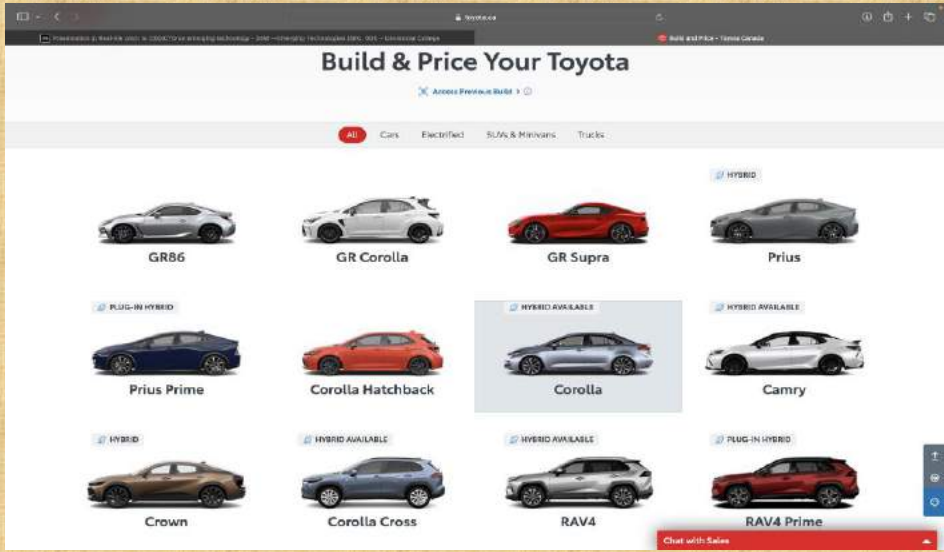 toyota.ca
Build and Price - Toyota Canada
Build & Price Your Toyota
Access Previous Build
All Cars Electrified SUVs & Minivans Trucks
HYBRID
GR86 GR Corolla GR Supra Prius
PLUG-IN HYBRID HYBRID AVAILABLE HYBRID AVAILABLE
Prius Prime Corolla Hatchback Corolla Camry
HYBRID HYBRID AVAILABLE HYBRID AVAILABLE PLUG-IN HYBRID
Crown Corolla Cross RAV4 RAV4 Prime
Chat with Sales